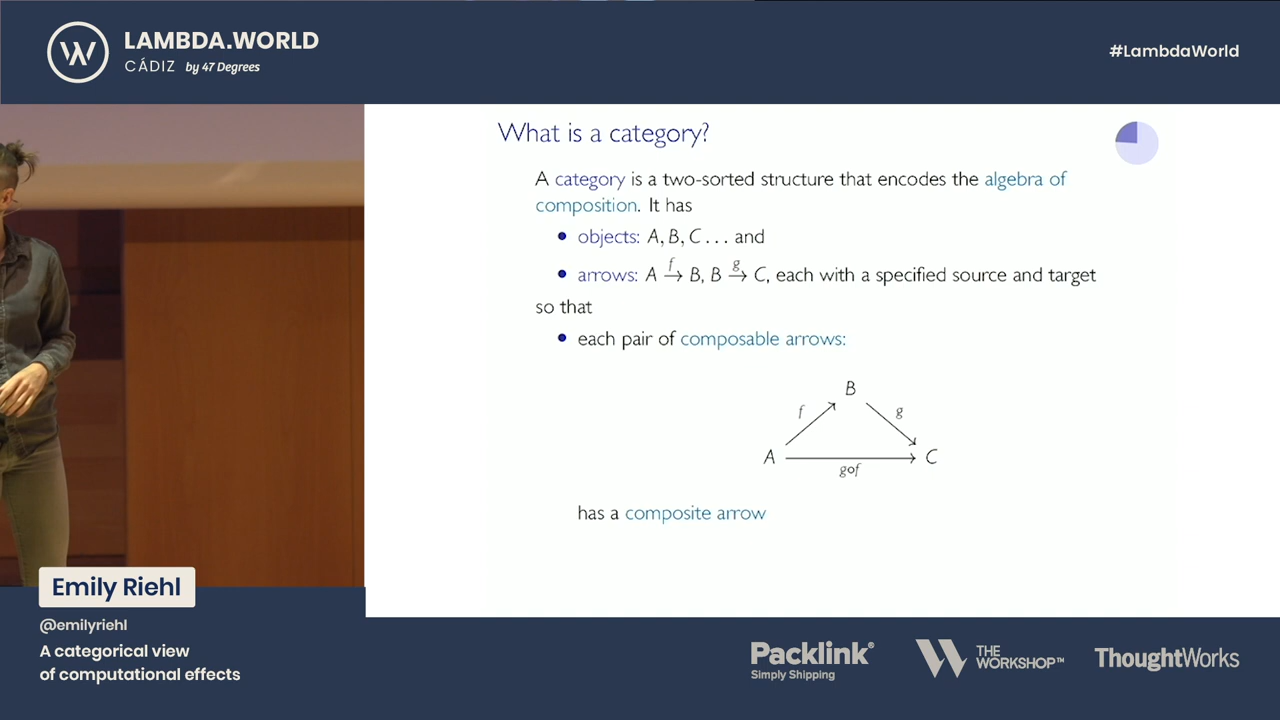 LAMBDA.WORLD
CÁDIZ by 47 Degrees
#LambdaWorld
What is a category?
A category is a two-sorted structure that encodes the algebra of
composition. It has
• objects: A, B, C . . . and
• arrows: A f→ B, B g→ C, each with a specified source and target
so that
• each pair of composable arrows:
B
f g
A C
g∘f
has a composite arrow
Emily Riehl
@emilyriehl
A categorical view
of computational effects
Packlink®
Simply Shipping
THE
WORKSHOP™
ThoughtWorks